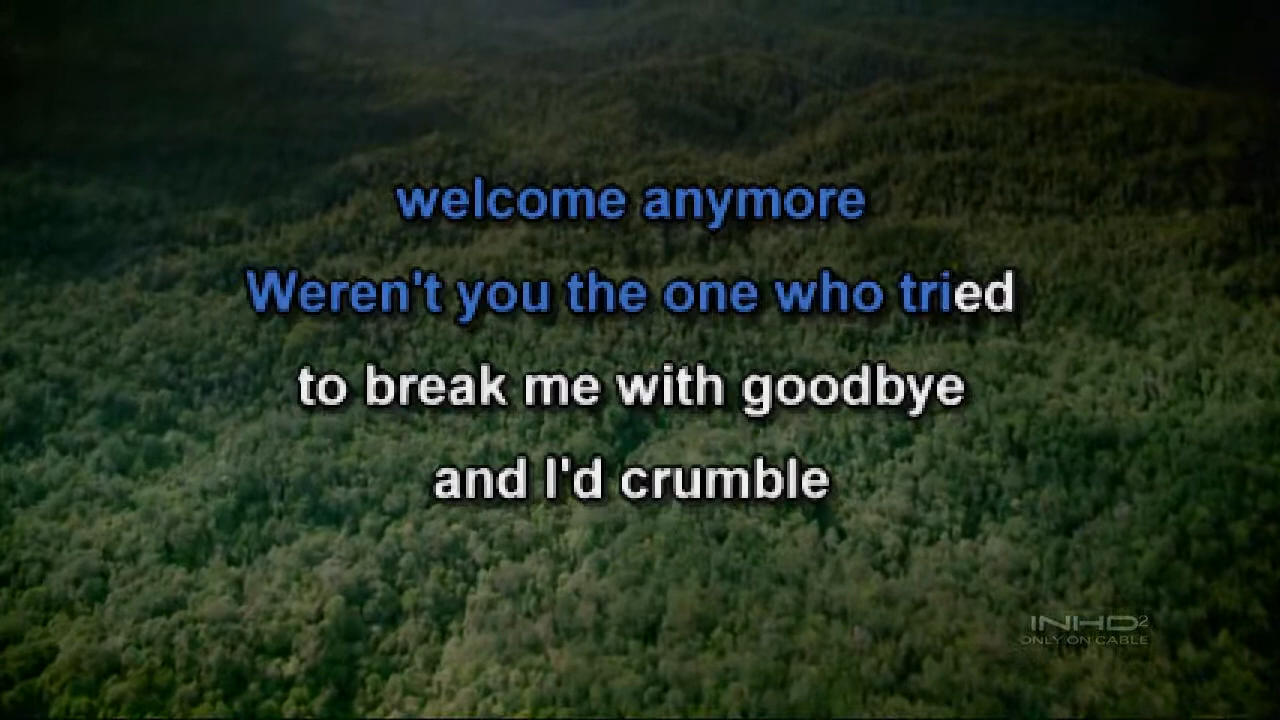 welcome anymore
Weren't you the one who tried
to break me with goodbye
and I'd crumble
INHD2
ONLY ON CABLE